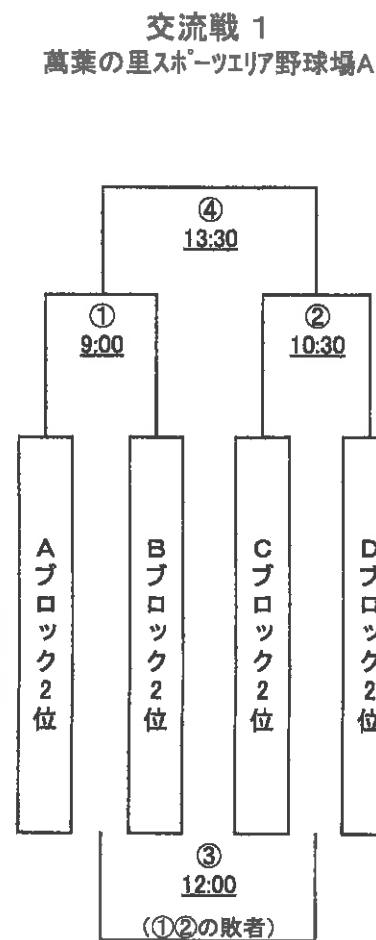 交流戦 1
萬葉の里スポーツエリア野球場A
④
13:30
①
9:00
②
10:30
Aブロック2位
Bブロック2位
Cブロック2位
Dブロック2位
③
12:00
(①②の敗者)